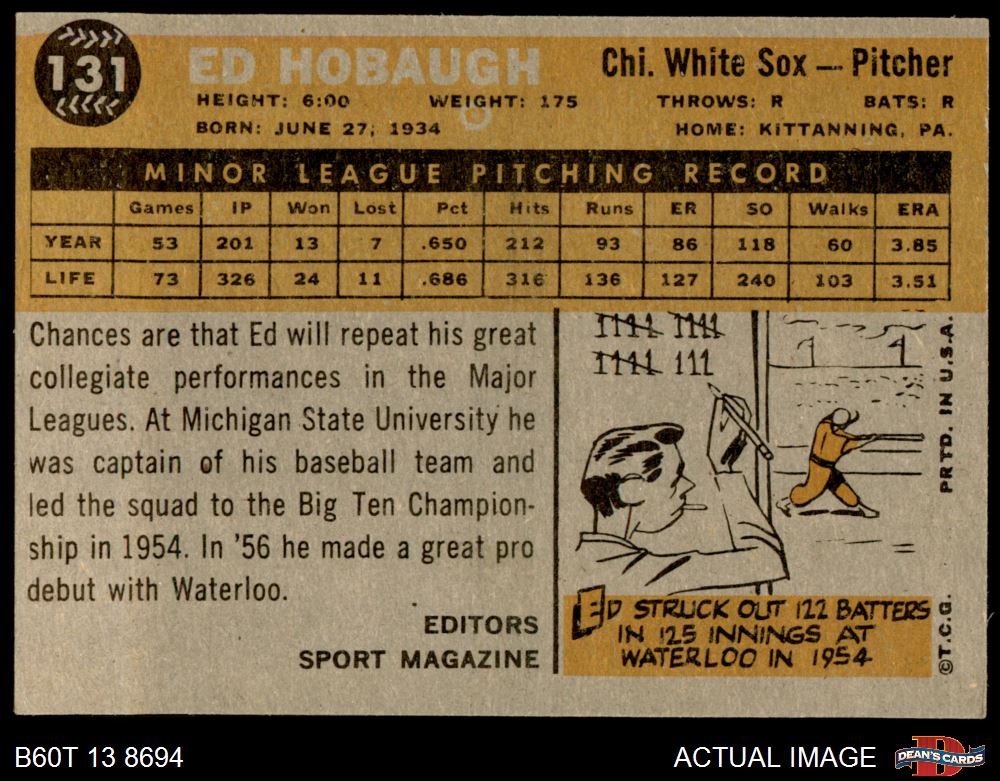 131
ED HOBAUGH
Chi. White Sox — Pitcher
HEIGHT: 6:00 WEIGHT: 175 THROWS: R BATS: R
BORN: JUNE 27, 1934 HOME: KITTANNING, PA.
MINOR LEAGUE PITCHING RECORD
Games IP Won Lost Pct Hits Runs ER SO Walks ERA
YEAR 53 201 13 7 .650 212 93 86 118 60 3.85
LIFE 73 326 24 11 .686 316 136 127 240 103 3.51
Chances are that Ed will repeat his great
collegiate performances in the Major
Leagues. At Michigan State University he
was captain of his baseball team and
led the squad to the Big Ten Champion-
ship in 1954. In '56 he made a great pro
debut with Waterloo.
EDITORS
SPORT MAGAZINE
ED STRUCK OUT 122 BATTERS
IN 125 INNINGS AT
WATERLOO IN 1954
PRTD. IN U.S.A.
©T.C.G.
B60T 13 8694
ACTUAL IMAGE
D
DEAN'S CARDS